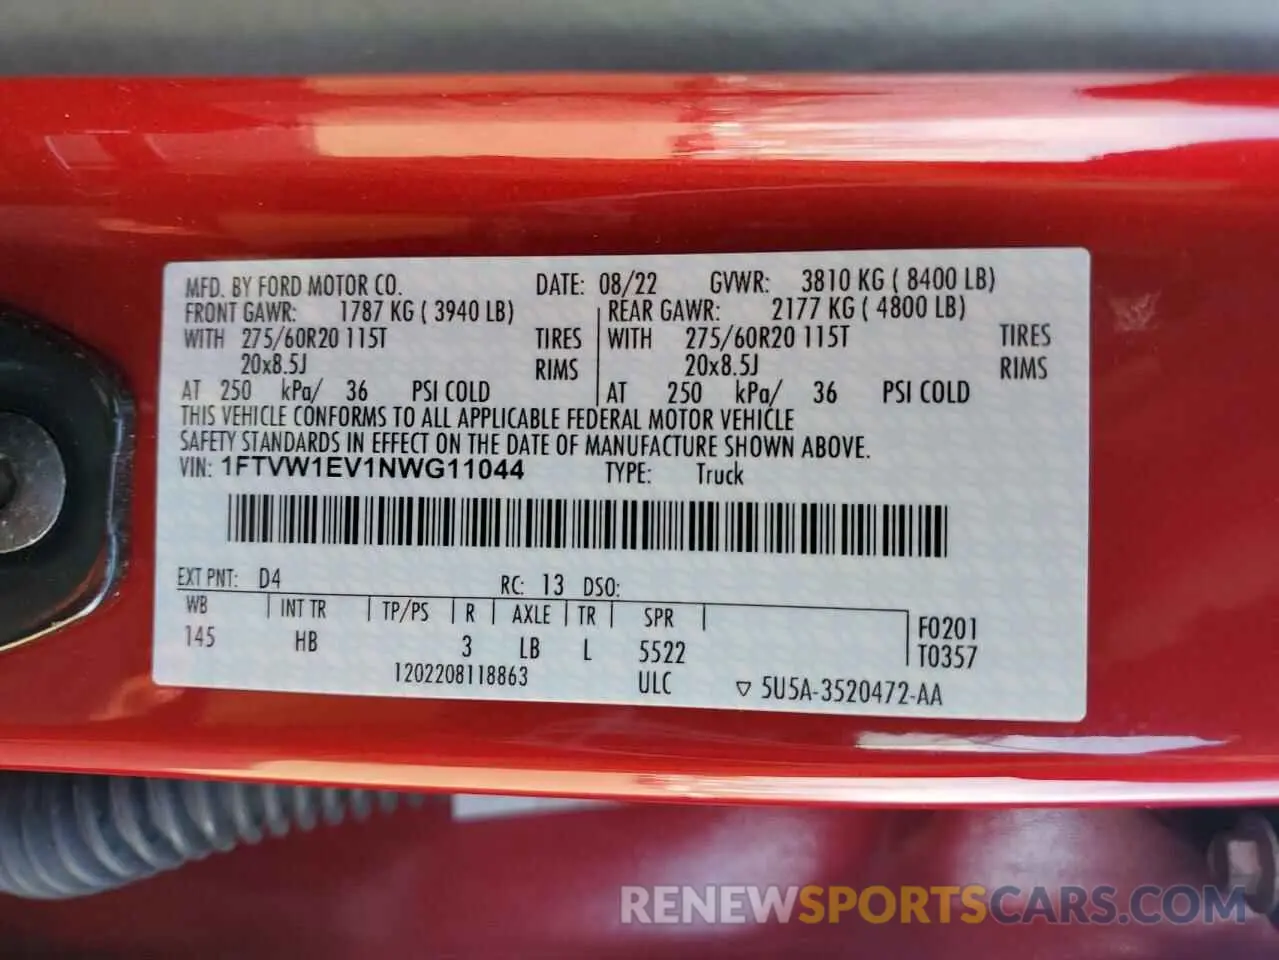 MFD. BY FORD MOTOR CO. DATE: 08/22 GVWR: 3810 KG ( 8400 LB)
FRONT GAWR: 1787 KG ( 3940 LB) REAR GAWR: 2177 KG ( 4800 LB)
WITH 275/60R20 115T TIRES WITH 275/60R20 115T TIRES
20x8.5J RIMS 20x8.5J RIMS
AT 250 kPa/ 36 PSI COLD AT 250 kPa/ 36 PSI COLD
THIS VEHICLE CONFORMS TO ALL APPLICABLE FEDERAL MOTOR VEHICLE
SAFETY STANDARDS IN EFFECT ON THE DATE OF MANUFACTURE SHOWN ABOVE.
VIN: 1FTVW1EV1NWG11044 TYPE: Truck
EXT PNT: D4 RC: 13 DSO:
WB INT TR TP/PS R AXLE TR SPR F0201
145 HB 3 LB L 5522 T0357
1202208118863 ULC ▽ 5U5A-3520472-AA
RENEWSPORTSCARS.COM